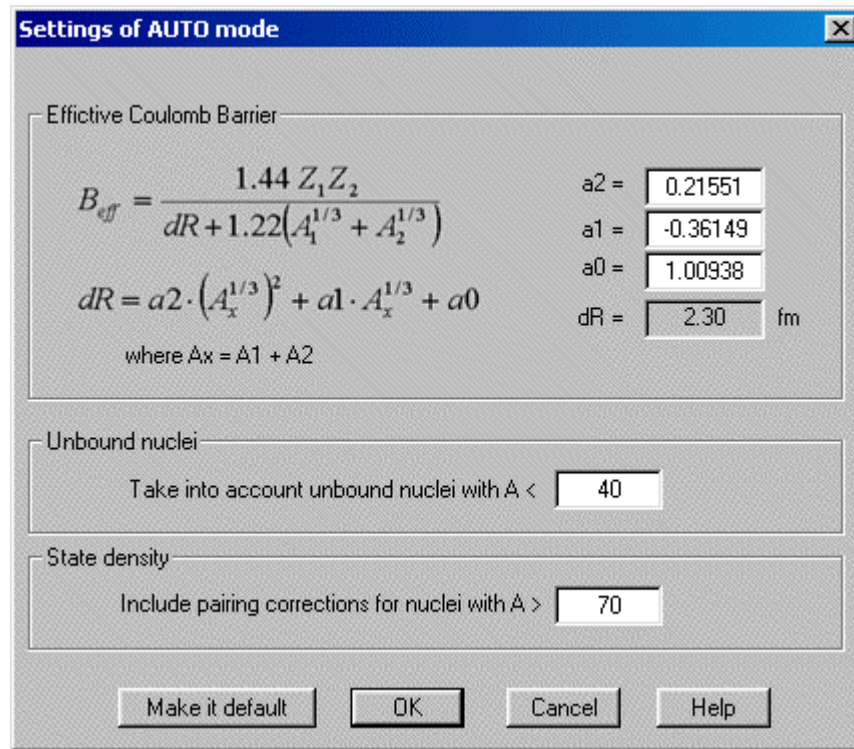 Settings of AUTO mode
Effictive Coulomb Barrier
B_eff = 1.44 Z₁Z₂ / (dR + 1.22(A₁^1/3 + A₂^1/3))
dR = a2 · (Aₓ^1/3)² + a1 · Aₓ^1/3 + a0
where Ax = A1 + A2
a2 = 0.21551
a1 = -0.36149
a0 = 1.00938
dR = 2.30 fm
Unbound nuclei
Take into account unbound nuclei with A < 40
State density
Include pairing corrections for nuclei with A > 70
Make it default OK Cancel Help